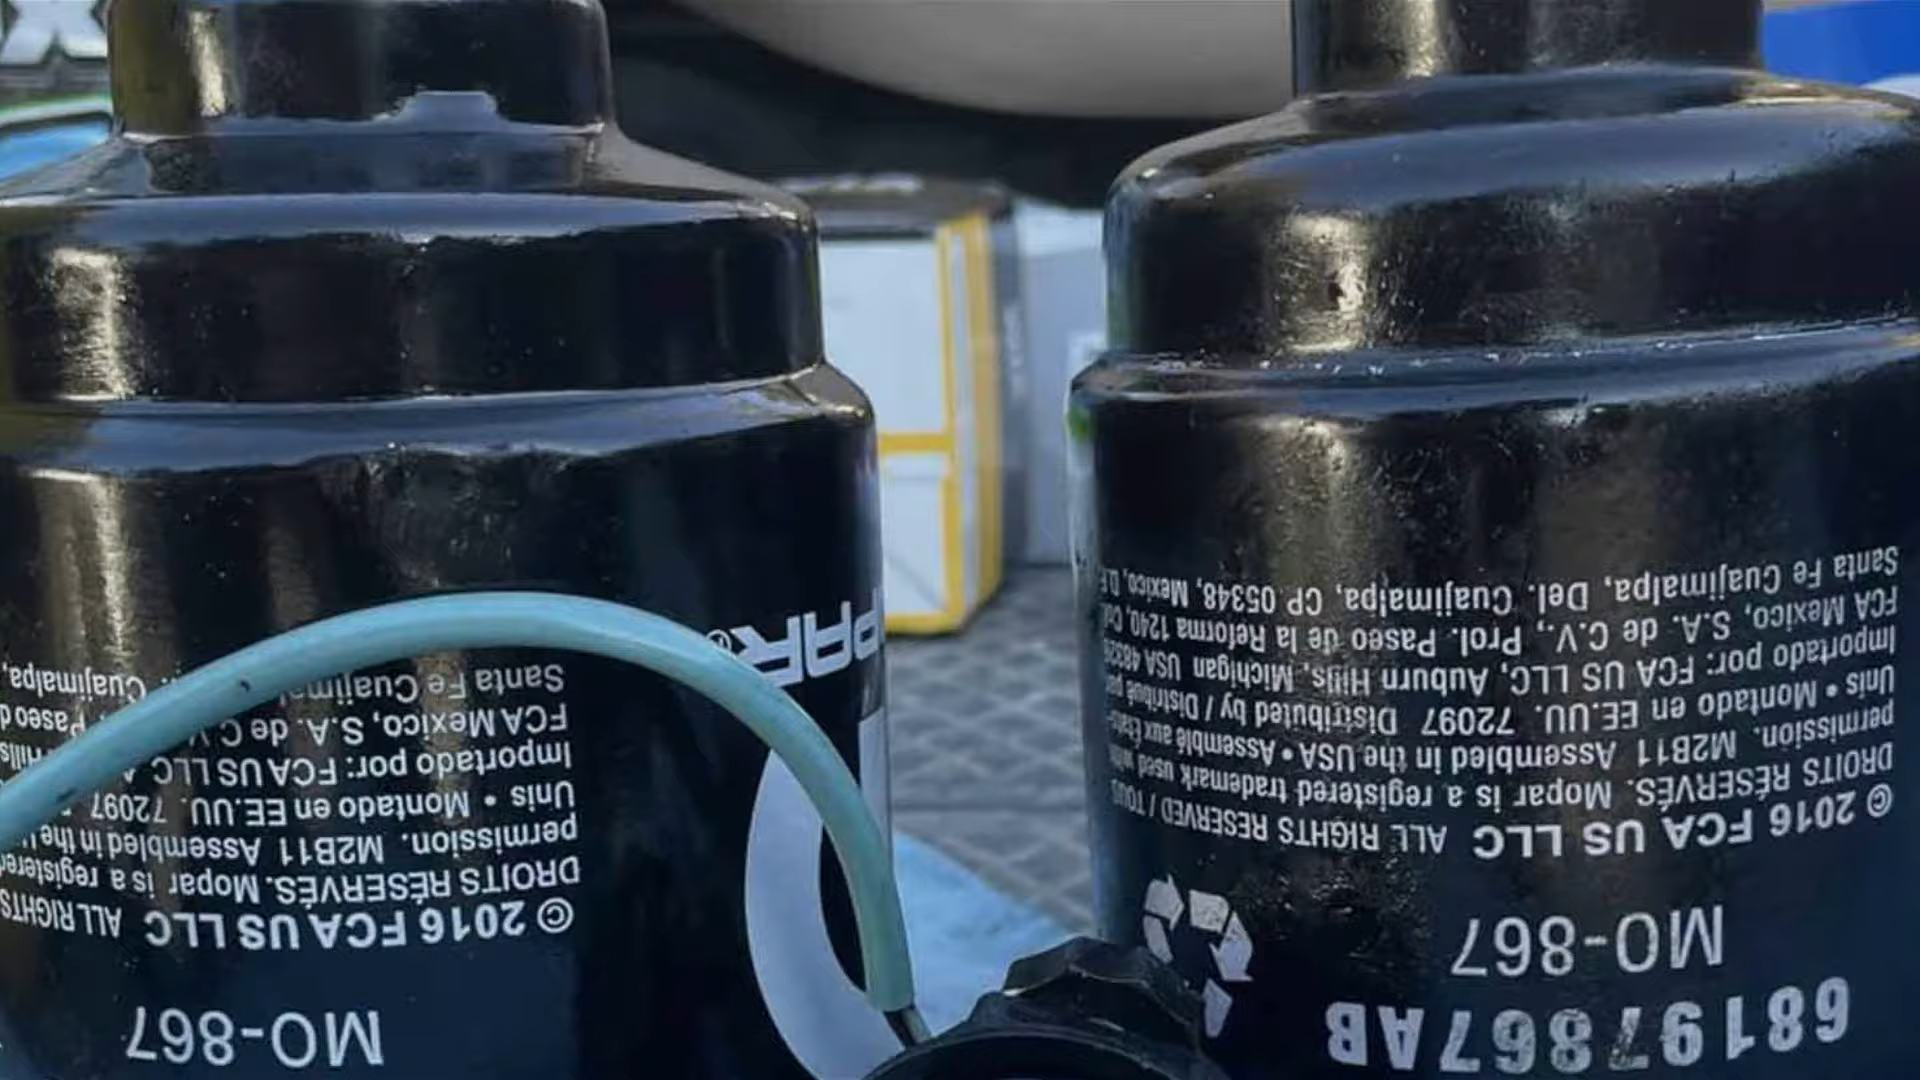 68197867AB
MO-867
© 2016 FCA US LLC ALL RIGHTS RESERVED / TOUS
DROITS RÉSERVÉS. Mopar is a registered trademark used with
permission. M2B11 Assembled in the USA • Assemblé aux États-
Unis • Montado en EE.UU. 72097 Distributed by / Distribué par
Importado por: FCA US LLC, Auburn Hills, Michigan USA 48326
FCA Mexico, S.A. de C.V., Prol. Paseo de la Reforma 1240, Col.
Santa Fe Cuajimalpa, Del. Cuajimalpa, CP 05348, Mexico, D.F.
PAR®
MO-867
© 2016 FCA US LLC ALL RIGHTS
DROITS RÉSERVÉS. Mopar is a registered
permission. M2B11 Assembled in the
Unis • Montado en EE.UU. 72097
Importado por: FCA US LLC
FCA Mexico, S.A. de C.V. Paseo d
Santa Fe Cuajimalpa, Cuajimalpa,